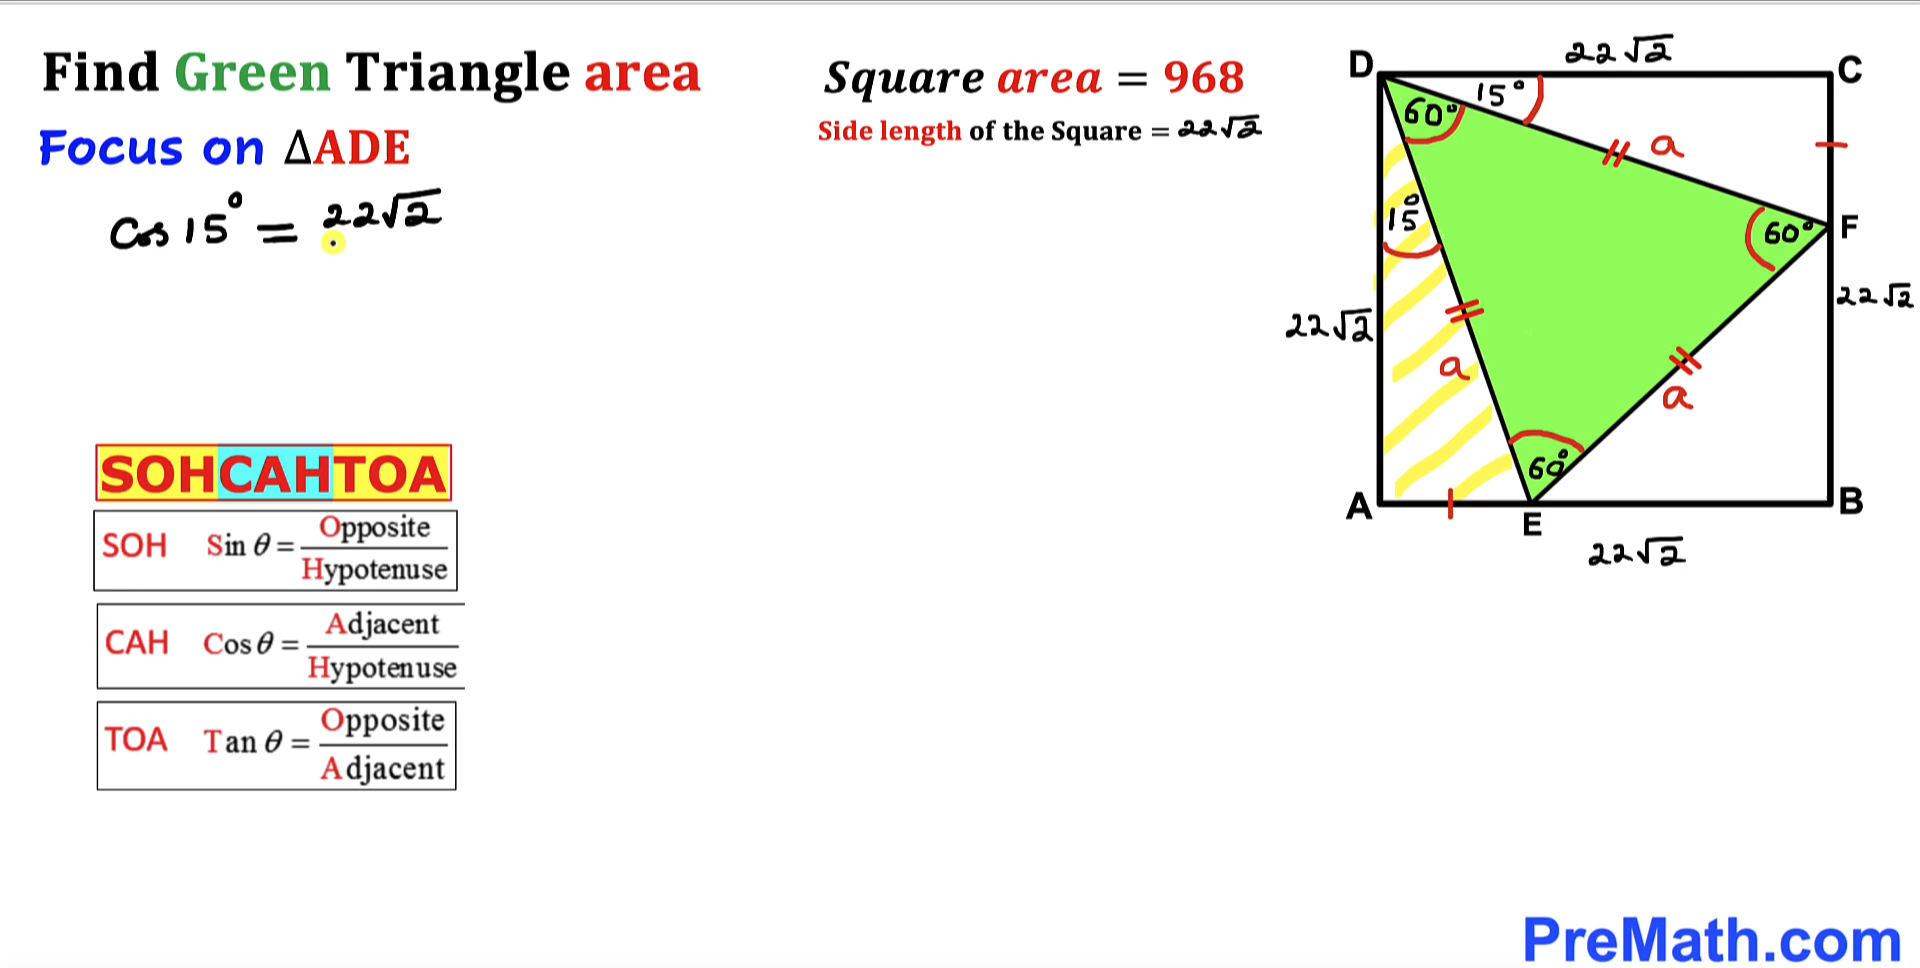 Find Green Triangle area
Focus on ΔADE
Cos 15° = 22√2
SOHCAHTOA
SOH Sin θ = Opposite / Hypotenuse
CAH Cos θ = Adjacent / Hypotenuse
TOA Tan θ = Opposite / Adjacent
Square area = 968
Side length of the Square = 22√2
22√2
D
C
60°
15°
a
15°
60°
F
22√2
22√2
a
a
60°
A
E
B
22√2
PreMath.com